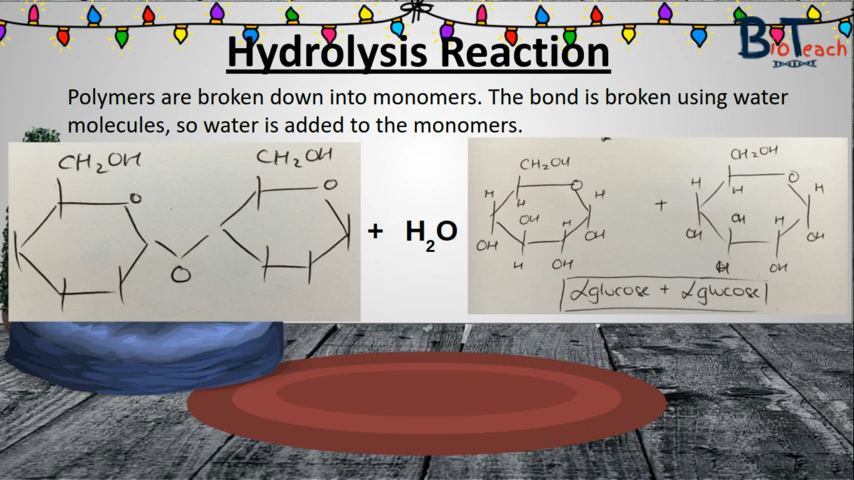 Hydrolysis Reaction
BioTeach
Polymers are broken down into monomers. The bond is broken using water
molecules, so water is added to the monomers.
CH₂OH CH₂OH
O O
O
+ H₂O
CH₂OH CH₂OH
O O
H H H H
H + H
OH H OH H
OH OH OH OH
H OH H OH
αglucose + αglucose